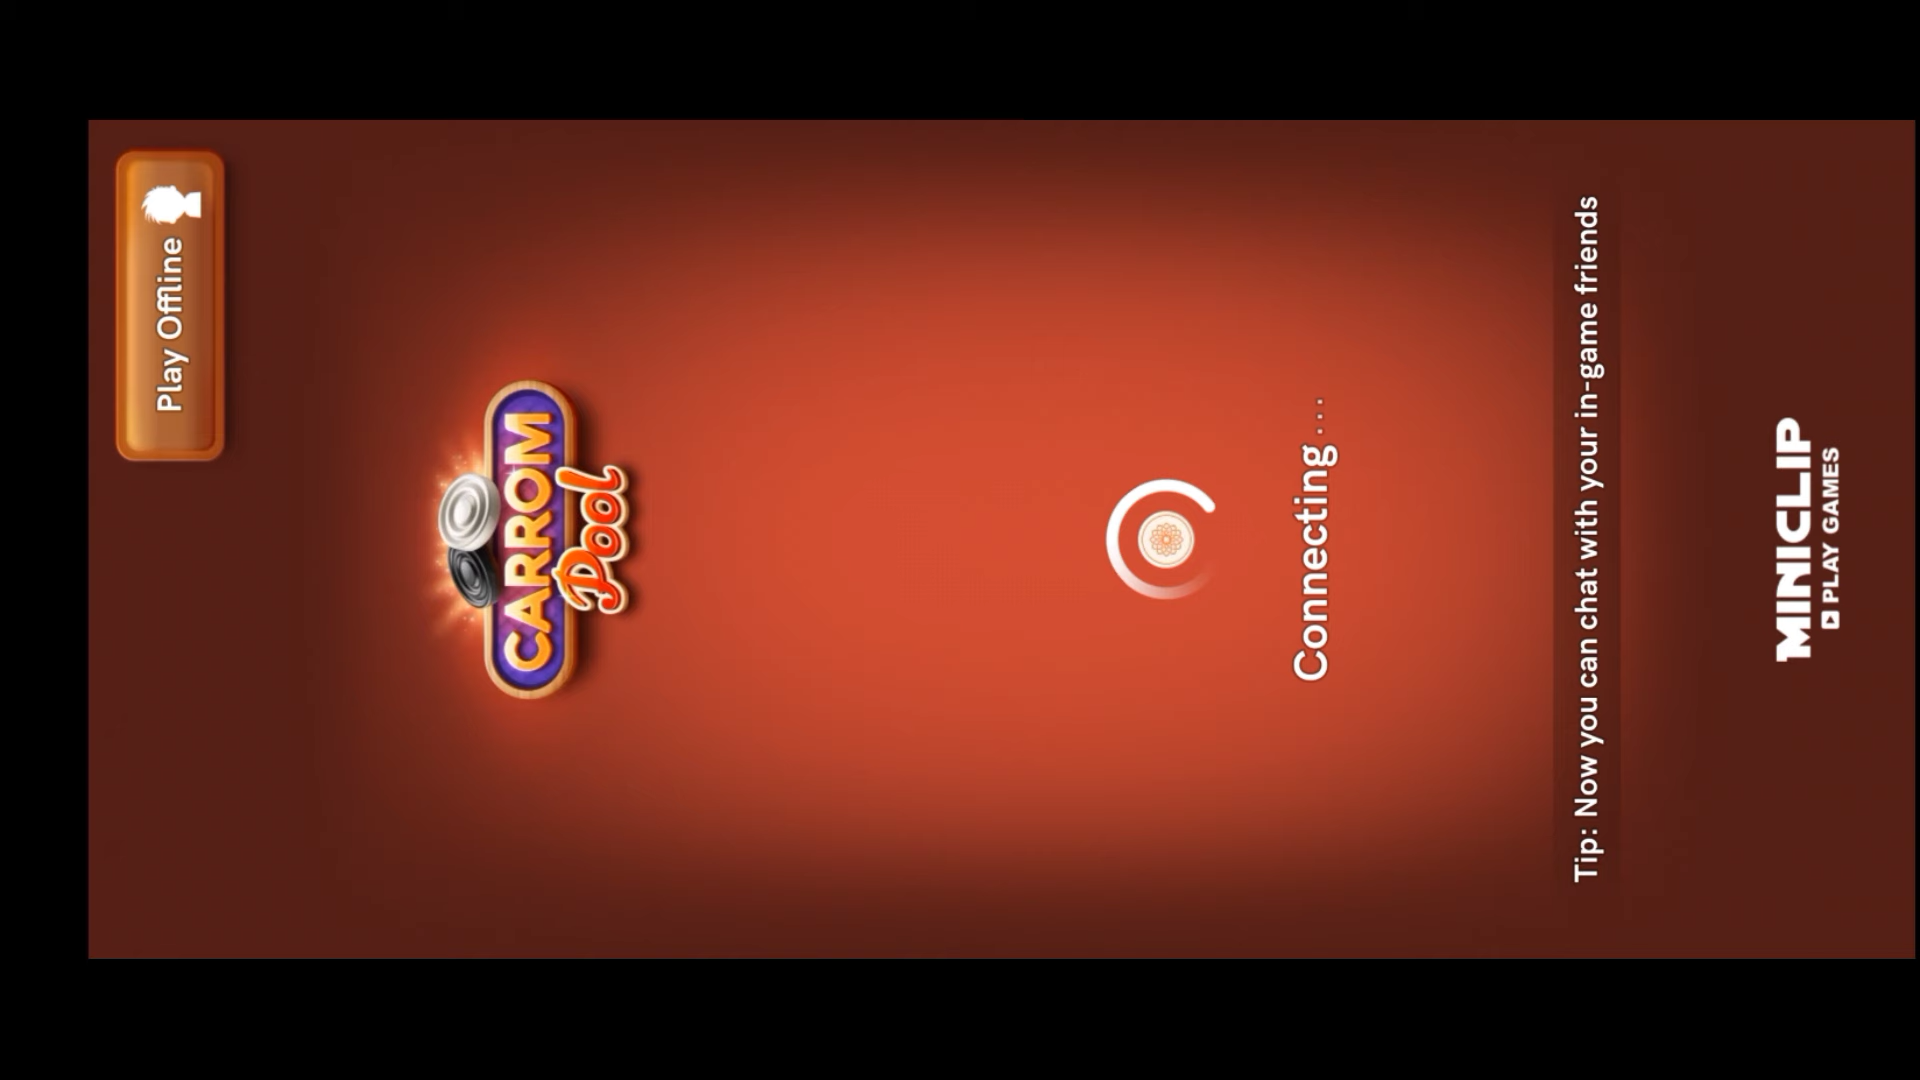 Play Offline
CARROM
Pool
Connecting...
Tip: Now you can chat with your in-game friends
MINICLIP
PLAY GAMES